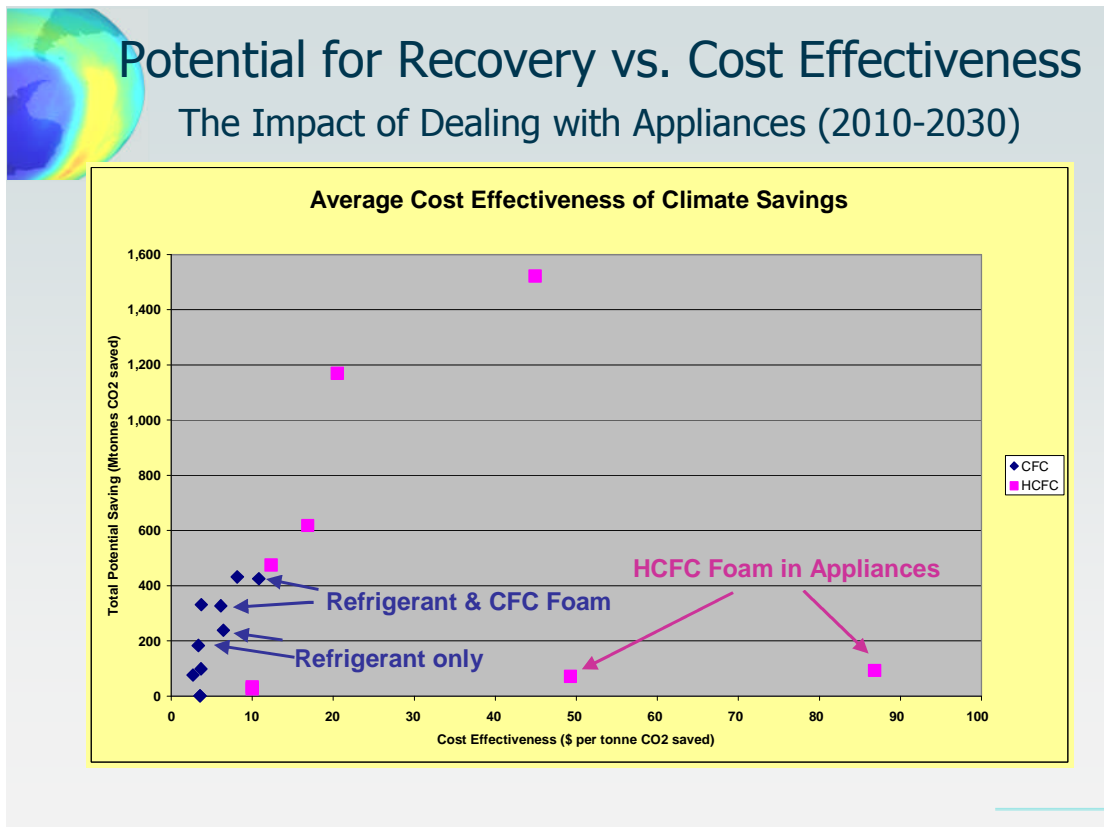 Potential for Recovery vs. Cost Effectiveness
The Impact of Dealing with Appliances (2010-2030)
Average Cost Effectiveness of Climate Savings
Total Potential Saving (Mtonnes CO2 saved)
1,600
1,400
1,200
1,000
800
600
400
200
0
HCFC Foam in Appliances
Refrigerant & CFC Foam
Refrigerant only
CFC
HCFC
0 10 20 30 40 50 60 70 80 90 100
Cost Effectiveness ($ per tonne CO2 saved)